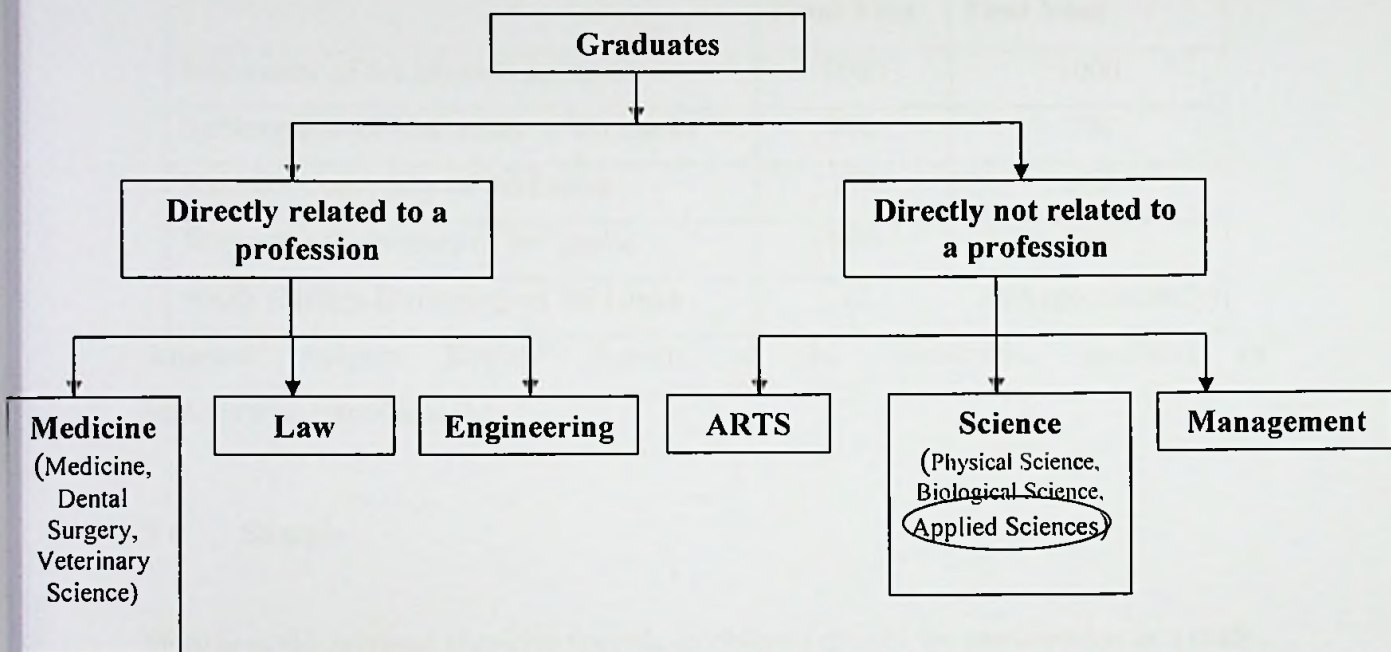 Graduates
Directly related to a
profession
Directly not related to
a profession
Medicine
(Medicine,
Dental
Surgery,
Veterinary
Science)
Law
Engineering
ARTS
Science
(Physical Science,
Biological Science,
Applied Sciences)
Management